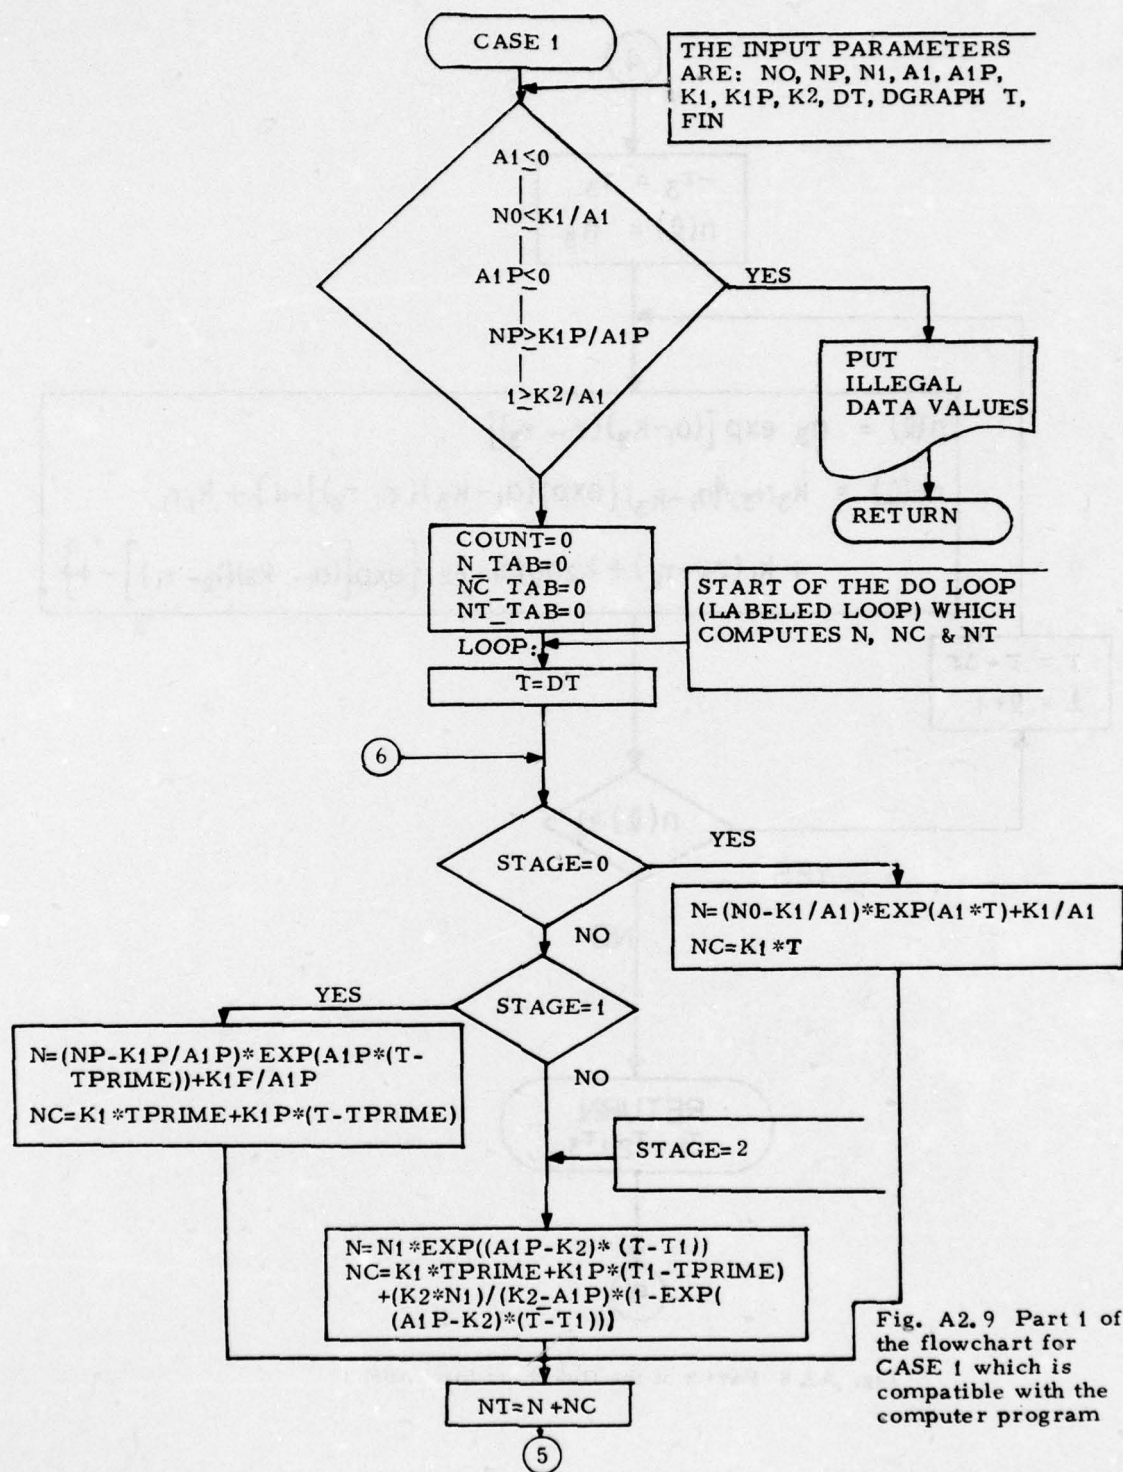 CASE 1
THE INPUT PARAMETERS
ARE: NO, NP, N1, A1, A1P,
K1, K1P, K2, DT, DGRAPH T,
FIN
A1≤0
N0≤K1/A1
A1P≤0
NP≥K1P/A1P
1≥K2/A1
YES
PUT
ILLEGAL
DATA VALUES
RETURN
COUNT=0
N_TAB=0
NC_TAB=0
NT_TAB=0
START OF THE DO LOOP
(LABELED LOOP) WHICH
COMPUTES N, NC & NT
LOOP:
T=DT
6
STAGE=0
YES
N=(N0-K1/A1)*EXP(A1*T)+K1/A1
NC=K1*T
NO
STAGE=1
YES
N=(NP-K1P/A1P)*EXP(A1P*(T-
TPRIME))+K1F/A1P
NC=K1*TPRIME+K1P*(T-TPRIME)
NO
STAGE=2
N=N1*EXP((A1P-K2)*(T-T1))
NC=K1*TPRIME+K1P*(T1-TPRIME)
+(K2*N1)/(K2-A1P)*(1-EXP(
(A1P-K2)*(T-T1)))
NT=N+NC
5
Fig. A2.9 Part 1 of
the flowchart for
CASE 1 which is
compatible with the
computer program